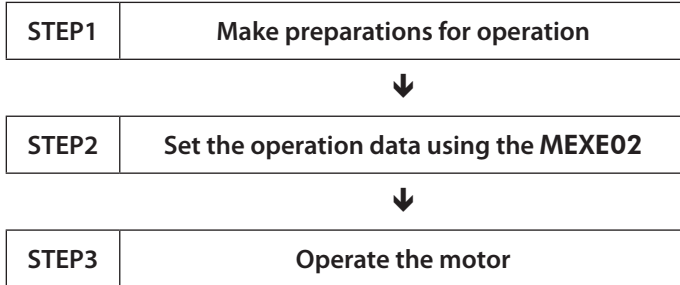 STEP1 Make preparations for operation
STEP2 Set the operation data using the MEXE02
STEP3 Operate the motor